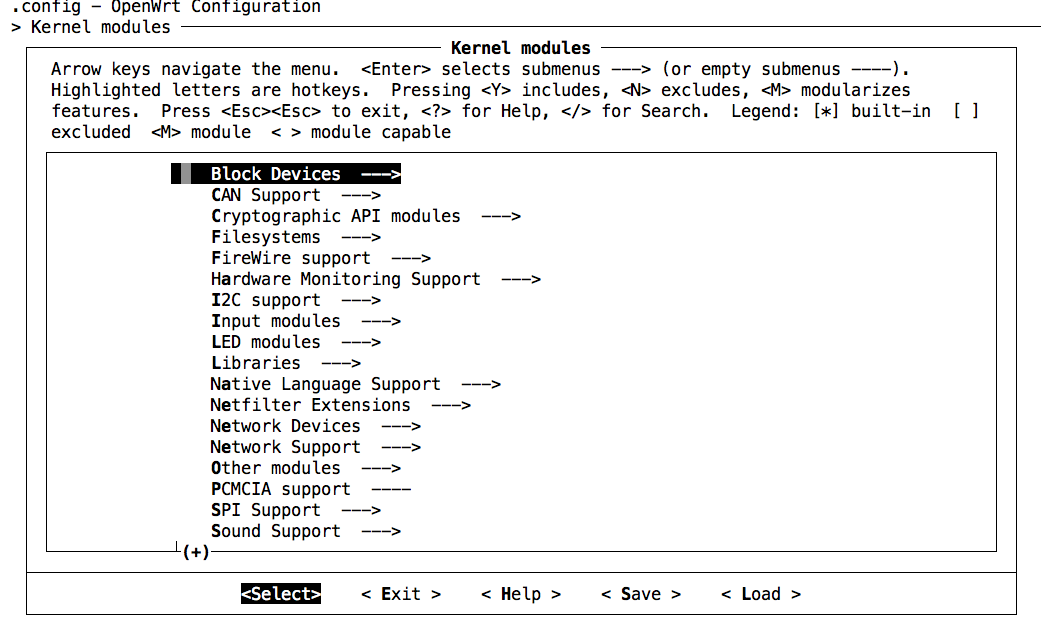 .config - OpenWrt Configuration
> Kernel modules
Kernel modules
Arrow keys navigate the menu.  <Enter> selects submenus ---> (or empty submenus ----).
Highlighted letters are hotkeys.  Pressing <Y> includes, <N> excludes, <M> modularizes
features.  Press <Esc><Esc> to exit, <?> for Help, </> for Search.  Legend: [*] built-in  [ ]
excluded  <M> module  < > module capable
Block Devices  --->
CAN Support  --->
Cryptographic API modules  --->
Filesystems  --->
FireWire support  --->
Hardware Monitoring Support  --->
I2C support  --->
Input modules  --->
LED modules  --->
Libraries  --->
Native Language Support  --->
Netfilter Extensions  --->
Network Devices  --->
Network Support  --->
Other modules  --->
PCMCIA support  ----
SPI Support  --->
Sound Support  --->
(+)
<Select>    < Exit >    < Help >    < Save >    < Load >